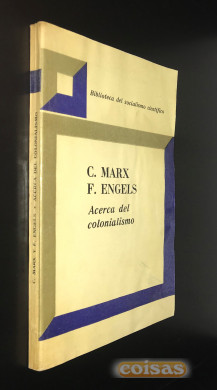 Biblioteca del socialismo científico
C. MARX
F. ENGELS
Acerca del
colonialismo
C. MARX Y F. ENGELS ACERCA DEL COLONIALISMO
coisas